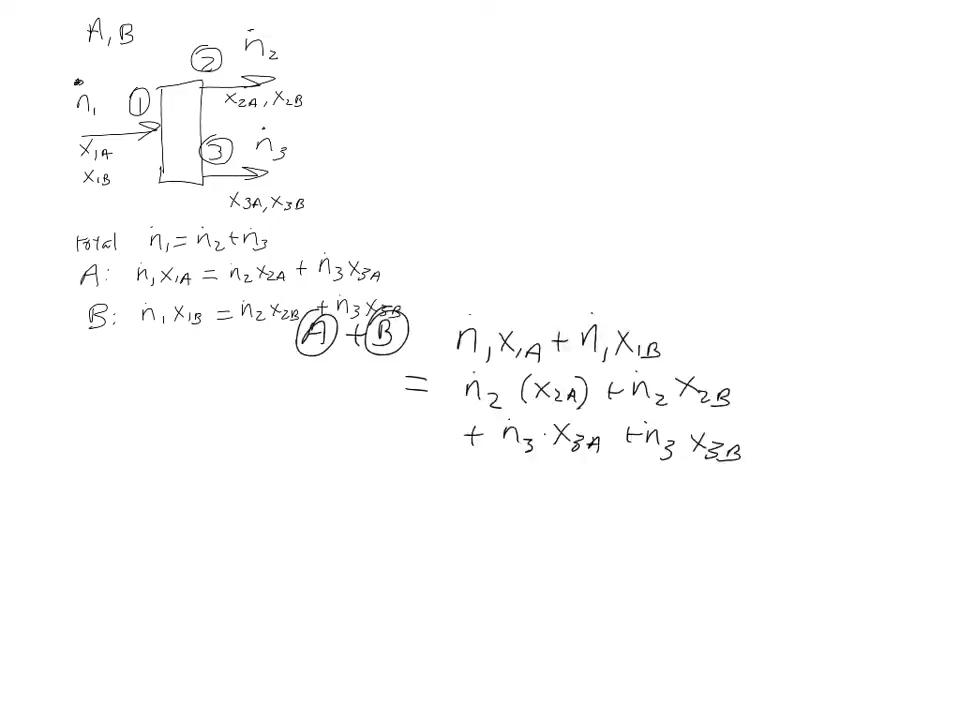 A, B
② ṅ₂
ṅ₁ ①
x₂A, x₂B
x₁A
x₁B
③ ṅ₃
x₃A, x₃B
total ṅ₁ = ṅ₂ + ṅ₃
A: ṅ₁ x₁A = ṅ₂ x₂A + ṅ₃ x₃A
B: ṅ₁ x₁B = ṅ₂ x₂B + ṅ₃ x₃B
Ⓐ + Ⓑ ṅ₁ x₁A + ṅ₁ x₁B
= ṅ₂ (x₂A) + ṅ₂ x₂B
+ ṅ₃ · x₃A + ṅ₃ x₃B